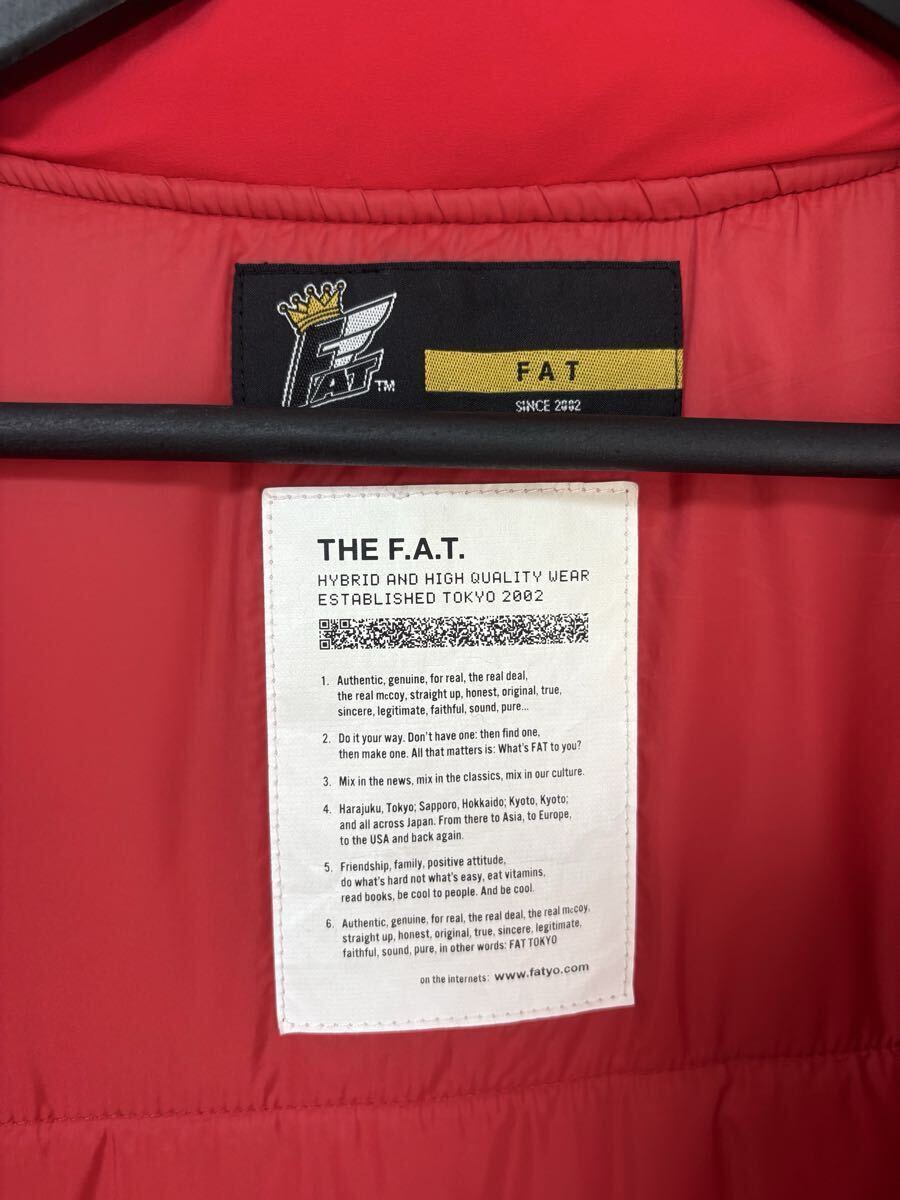 FAT TM
FAT
SINCE 2002
THE F.A.T.
HYBRID AND HIGH QUALITY WEAR
ESTABLISHED TOKYO 2002
1. Authentic, genuine, for real, the real deal,
the real mccoy, straight up, honest, original, true,
sincere, legitimate, faithful, sound, pure...
2. Do it your way. Don't have one: then find one,
then make one. All that matters is: What's FAT to you?
3. Mix in the news, mix in the classics, mix in our culture.
4. Harajuku, Tokyo; Sapporo, Hokkaido; Kyoto, Kyoto;
and all across Japan. From there to Asia, to Europe,
to the USA and back again.
5. Friendship, family, positive attitude,
do what's hard not what's easy, eat vitamins,
read books, be cool to people. And be cool.
6. Authentic, genuine, for real, the real deal, the real mccoy,
straight up, honest, original, true, sincere, legitimate,
faithful, sound, pure, in other words: FAT TOKYO
on the internets: www.fatyo.com